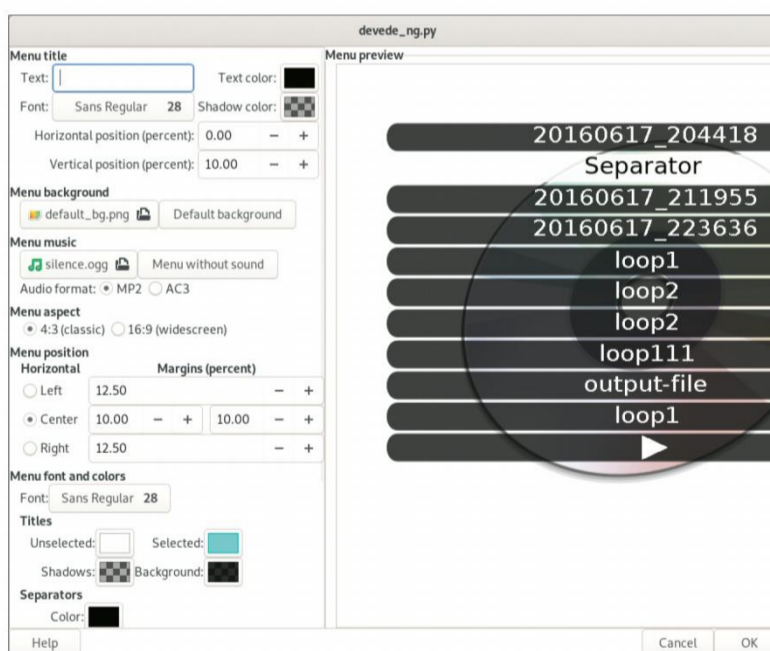 devede_ng.py
Menu title
Text: Text color:
Font: Sans Regular 28 Shadow color:
Horizontal position (percent): 0.00 − +
Vertical position (percent): 10.00 − +
Menu background
default_bg.png Default background
Menu music
silence.ogg Menu without sound
Audio format: MP2 AC3
Menu aspect
4:3 (classic) 16:9 (widescreen)
Menu position
Horizontal Margins (percent)
Left 12.50 − +
Center 10.00 − + 10.00 − +
Right 12.50 − +
Menu font and colors
Font: Sans Regular 28
Titles
Unselected: Selected:
Shadows: Background:
Separators
Color:
Menu preview
20160617_204418
Separator
20160617_211955
20160617_223636
loop1
loop2
loop2
loop111
output-file
loop1
Help Cancel OK